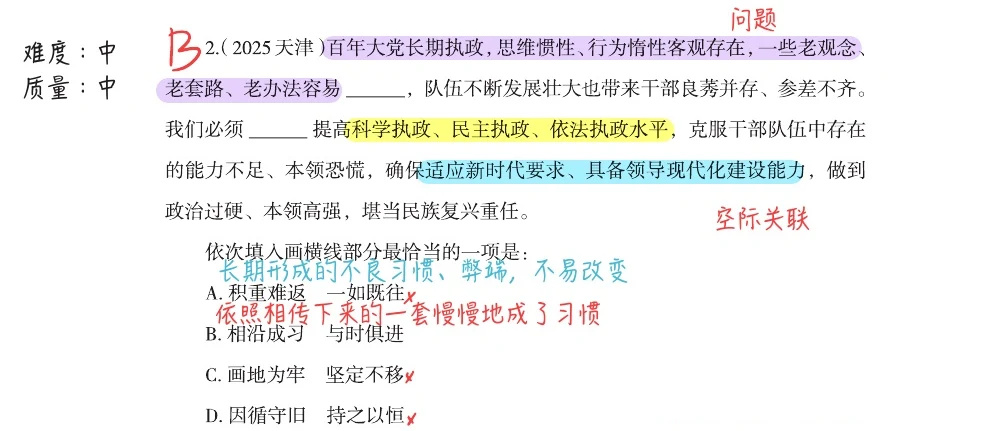 问题
难度：中
质量：中
B 2.（2025天津）百年大党长期执政，思维惯性、行为惰性客观存在，一些老观念、
老套路、老办法容易______，队伍不断发展壮大也带来干部良莠并存、参差不齐。
我们必须______提高科学执政、民主执政、依法执政水平，克服干部队伍中存在
的能力不足、本领恐慌，确保适应新时代要求、具备领导现代化建设能力，做到
政治过硬、本领高强，堪当民族复兴重任。
空际关联
依次填入画横线部分最恰当的一项是：
长期形成的不良习惯、弊端，不易改变
A. 积重难返 一如既往×
依照相传下来的一套慢慢地成了习惯
B. 相沿成习 与时俱进
C. 画地为牢 坚定不移×
D. 因循守旧 持之以恒×